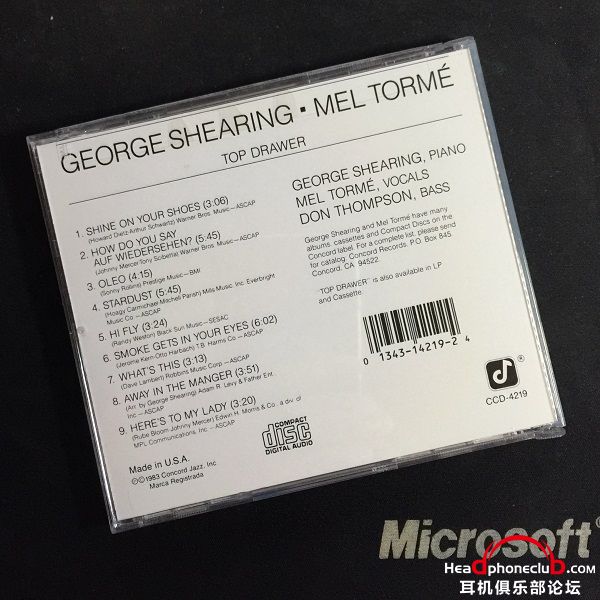 GEORGE SHEARING ▪ MEL TORMÉ
TOP DRAWER
1. SHINE ON YOUR SHOES (3:06)
(Howard Dietz/Arthur Schwartz) Warner Bros. Music—ASCAP
2. HOW DO YOU SAY
AUF WIEDERSEHEN? (5:45)
(Johnny Mercer/Tony Scibetta) Warner Bros. Music—ASCAP
3. OLEO (4:15)
(Sonny Rollins) Prestige Music—BMI
4. STARDUST (5:45)
(Hoagy Carmichael Mitchell Parish) Mills Music, Inc. Everbright
Music Co.—ASCAP
5. HI FLY (3:24)
(Randy Weston) Black Sun Music—SESAC
6. SMOKE GETS IN YOUR EYES (6:02)
(Jerome Kern-Otto Harbach) T.B. Harms Co.—ASCAP
7. WHAT'S THIS (3:13)
(Dave Lambert) Robbins Music Corp.—ASCAP
8. AWAY IN THE MANGER (3:51)
(Arr. by George Shearing) Adam R. Levy & Father Ent.
Inc—ASCAP
9. HERE'S TO MY LADY (3:20)
(Rube Bloom Johnny Mercer) Edwin H. Morris & Co., a div. of
MPL Communications, Inc.—ASCAP
Made in U.S.A.
℗©1983 Concord Jazz, Inc
Marca Registrada
GEORGE SHEARING, PIANO
MEL TORMÉ, VOCALS
DON THOMPSON, BASS
George Shearing and Mel Tormé have many
albums, cassettes and Compact Discs on the
Concord label. For a complete list, please send
for catalog: Concord Records, P.O. Box 845,
Concord, CA 94522.
"TOP DRAWER" is also available in LP
and Cassette.
0 13431-4219-2 4
CCD-4219
COMPACT
disc
DIGITAL AUDIO
Microsoft
Headphoneclub.com
耳机俱乐部论坛